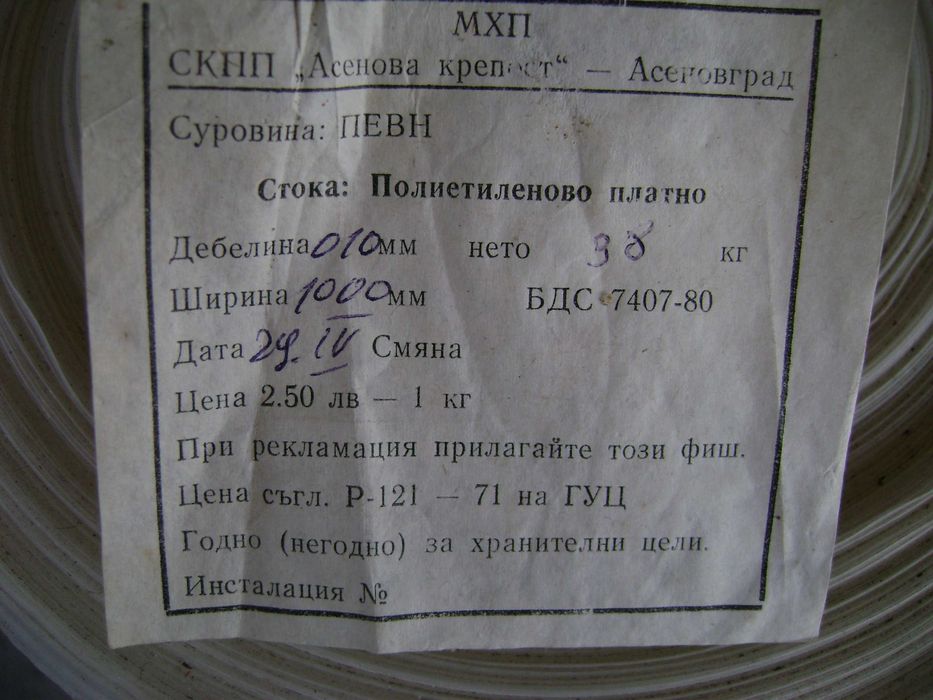 МХП
СКПП „Асенова крепост“ — Асеновград
Суровина: ПЕВН
Стока: Полиетиленово платно
Дебелина 010 мм нето 38 кг
Ширина 1000 мм БДС 7407-80
Дата 29. IV Смяна
Цена 2.50 лв — 1 кг
При рекламация прилагайте този фиш.
Цена съгл. Р-121 — 71 на ГУЦ
Годно (негодно) за хранителни цели.
Инсталация №